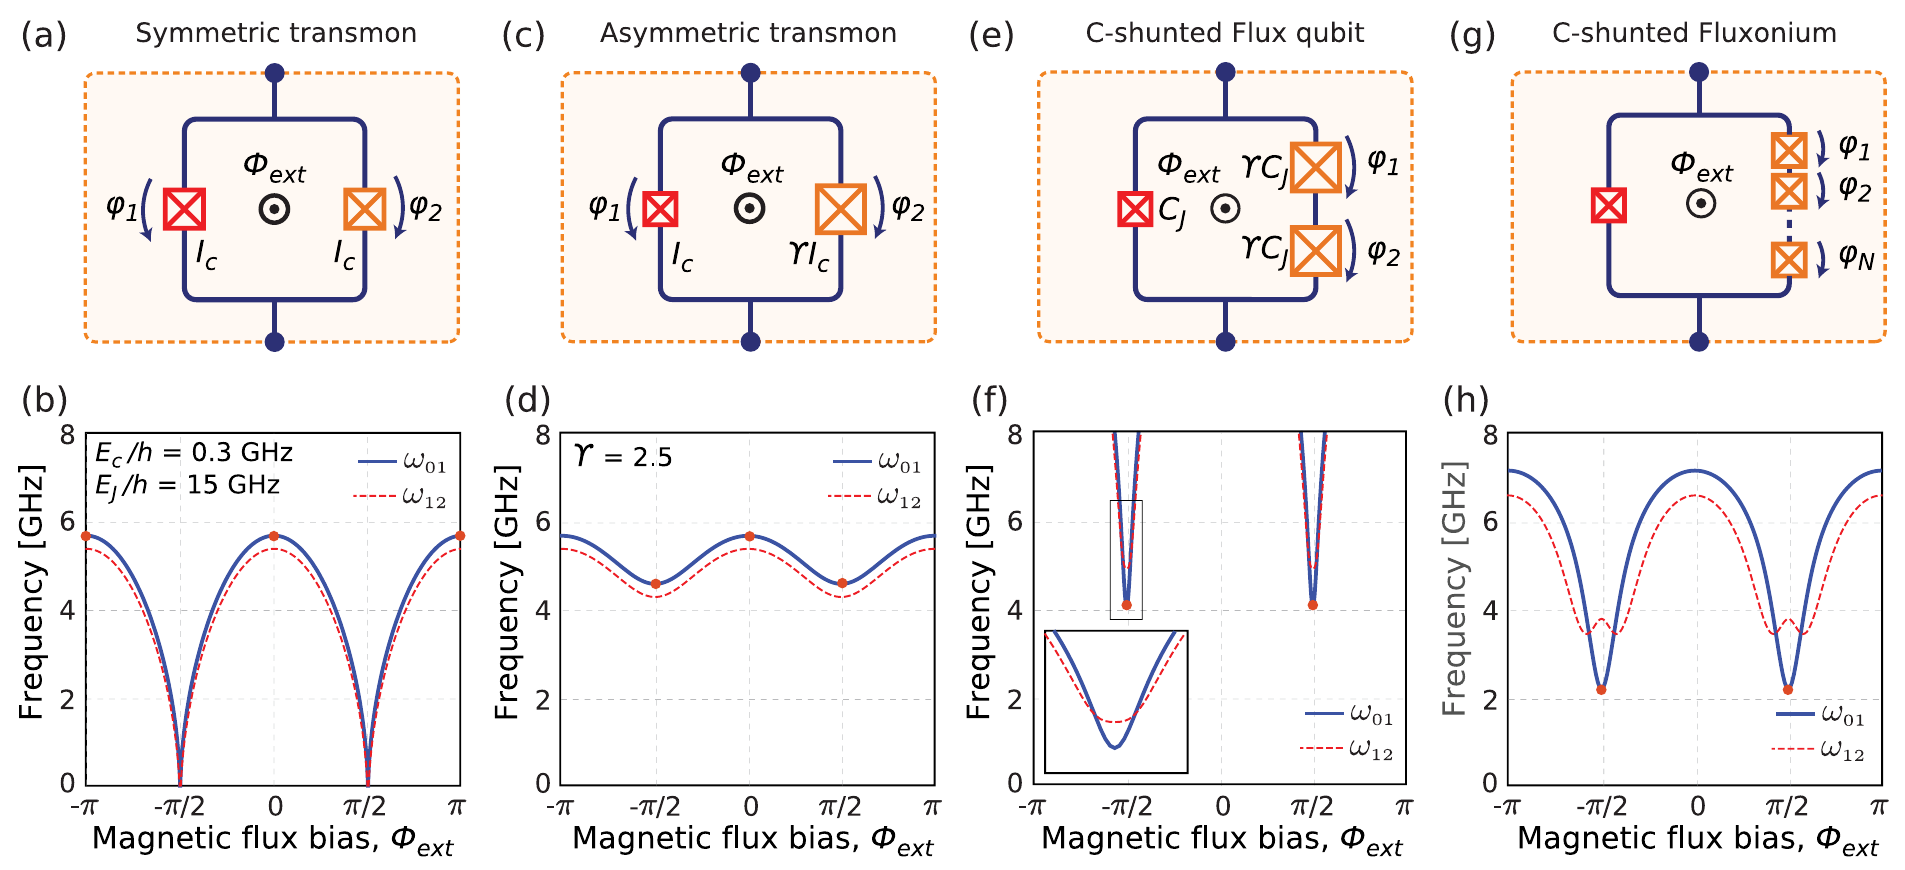 (a) Symmetric transmon
Φext
φ1
φ2
Ic
Ic
(c) Asymmetric transmon
Φext
φ1
φ2
Ic
ϒIc
(e) C-shunted Flux qubit
Φext
CJ
ϒCJ
φ1
ϒCJ
φ2
(g) C-shunted Fluxonium
Φext
φ1
φ2
φN
(b)
Frequency [GHz]
8
6
4
2
0
Ec/h = 0.3 GHz
EJ/h = 15 GHz
ω01
ω12
-π -π/2 0 π/2 π
Magnetic flux bias, Φext
(d)
Frequency [GHz]
8
6
4
2
0
ϒ = 2.5
ω01
ω12
-π -π/2 0 π/2 π
Magnetic flux bias, Φext
(f)
Frequency [GHz]
8
6
4
2
0
ω01
ω12
-π -π/2 0 π/2 π
Magnetic flux bias, Φext
(h)
Frequency [GHz]
8
6
4
2
0
ω01
ω12
-π -π/2 0 π/2 π
Magnetic flux bias, Φext